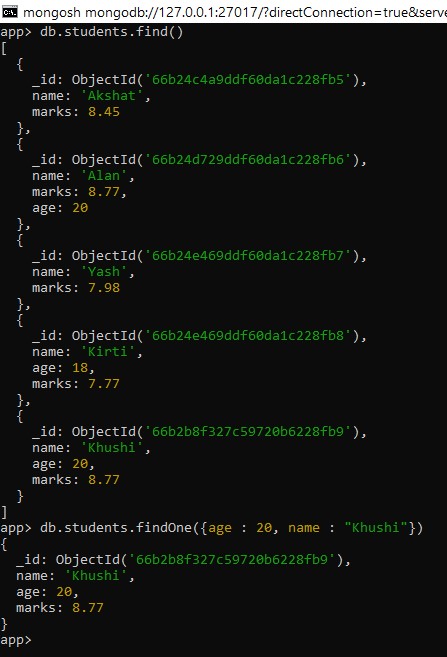 mongosh mongodb://127.0.0.1:27017/?directConnection=true&serve
app> db.students.find()
[
  {
    _id: ObjectId('66b24c4a9ddf60da1c228fb5'),
    name: 'Akshat',
    marks: 8.45
  },
  {
    _id: ObjectId('66b24d729ddf60da1c228fb6'),
    name: 'Alan',
    marks: 8.77,
    age: 20
  },
  {
    _id: ObjectId('66b24e469ddf60da1c228fb7'),
    name: 'Yash',
    marks: 7.98
  },
  {
    _id: ObjectId('66b24e469ddf60da1c228fb8'),
    name: 'Kirti',
    age: 18,
    marks: 7.77
  },
  {
    _id: ObjectId('66b2b8f327c59720b6228fb9'),
    name: 'Khushi',
    age: 20,
    marks: 8.77
  }
]
app> db.students.findOne({age : 20, name : "Khushi"})
{
  _id: ObjectId('66b2b8f327c59720b6228fb9'),
  name: 'Khushi',
  age: 20,
  marks: 8.77
}
app>